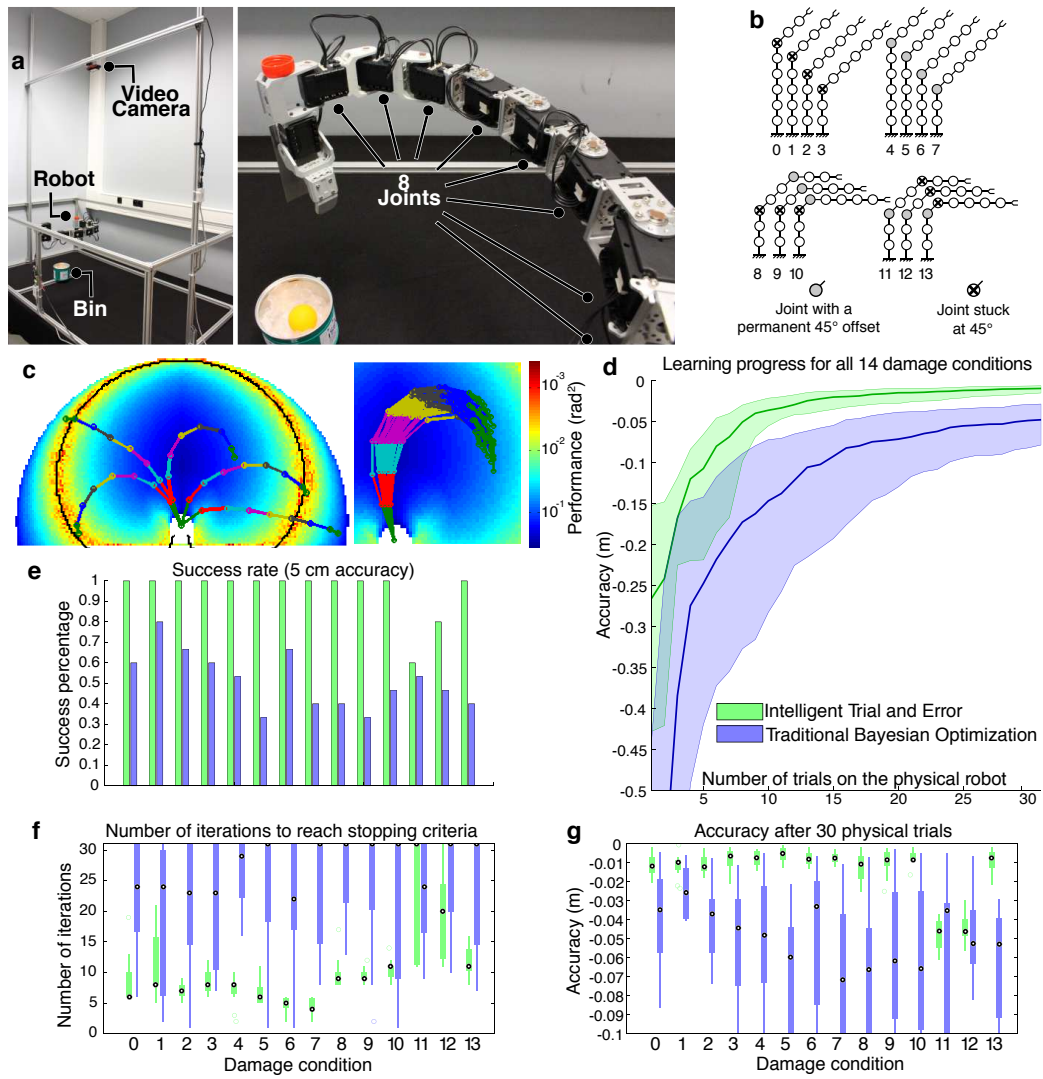 a
Video
Camera
Robot
Bin
8
Joints
b
0 1 2 3
4 5 6 7
8 9 10
11 12 13
Joint with a
permanent 45° offset
Joint stuck
at 45°
c
10⁻³
10⁻²
10⁻¹
Performance (rad²)
d
Learning progress for all 14 damage conditions
0
-0.05
-0.1
-0.15
-0.2
-0.25
-0.3
-0.35
-0.4
-0.45
-0.5
Accuracy (m)
Intelligent Trial and Error
Traditional Bayesian Optimization
Number of trials on the physical robot
5 10 15 20 25 30
e
Success rate (5 cm accuracy)
1
0.9
0.8
0.7
0.6
0.5
0.4
0.3
0.2
0.1
0
Success percentage
f
Number of iterations to reach stopping criteria
30
25
20
15
10
5
0
Number of iterations
0 1 2 3 4 5 6 7 8 9 10 11 12 13
Damage condition
g
Accuracy after 30 physical trials
0
-0.01
-0.02
-0.03
-0.04
-0.05
-0.06
-0.07
-0.08
-0.09
-0.1
Accuracy (m)
0 1 2 3 4 5 6 7 8 9 10 11 12 13
Damage condition